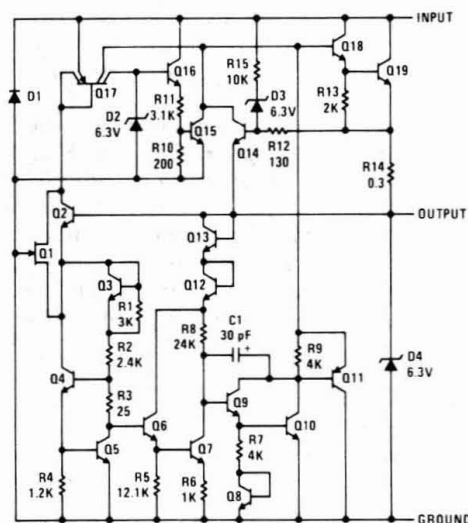 INPUT
Q18
Q19
Q16
R15
10K
Q17
D1
D2
6.3V
R11
3.1K
D3
6.3V
R13
2K
Q15
R10
200
Q14
R12
130
R14
0.3
Q2
OUTPUT
Q1
Q13
Q3
Q12
R1
3K
R8
24K
C1
30 pF
+
R9
4K
D4
6.3V
R2
2.4K
Q4
Q11
R3
25
Q9
Q6
Q10
Q5
Q7
R7
4K
R4
1.2K
R5
12.1K
R6
1K
Q8
GROUND